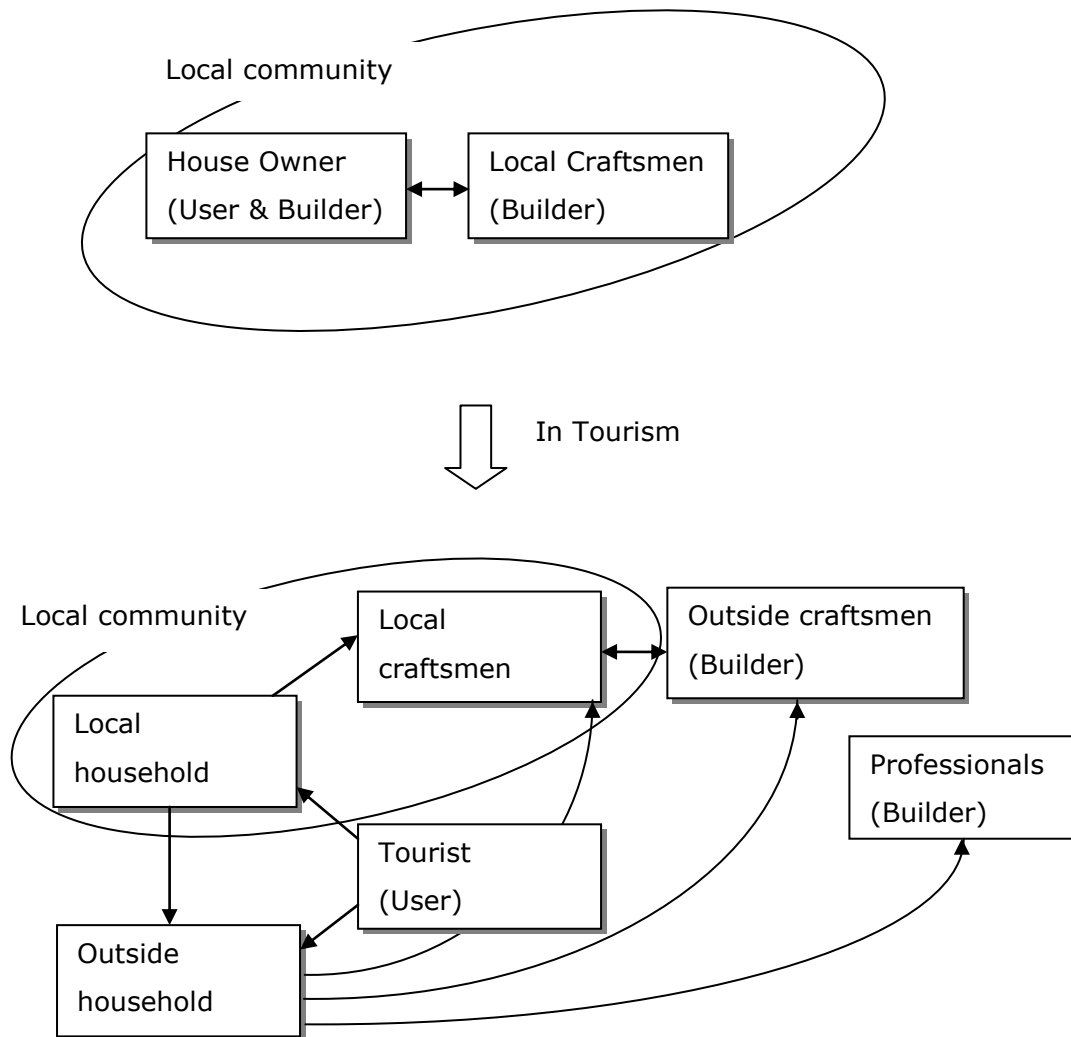 Local community
House Owner
(User & Builder)
Local Craftsmen
(Builder)
In Tourism
Local community
Local
craftsmen
Outside craftsmen
(Builder)
Local
household
Professionals
(Builder)
Tourist
(User)
Outside
household